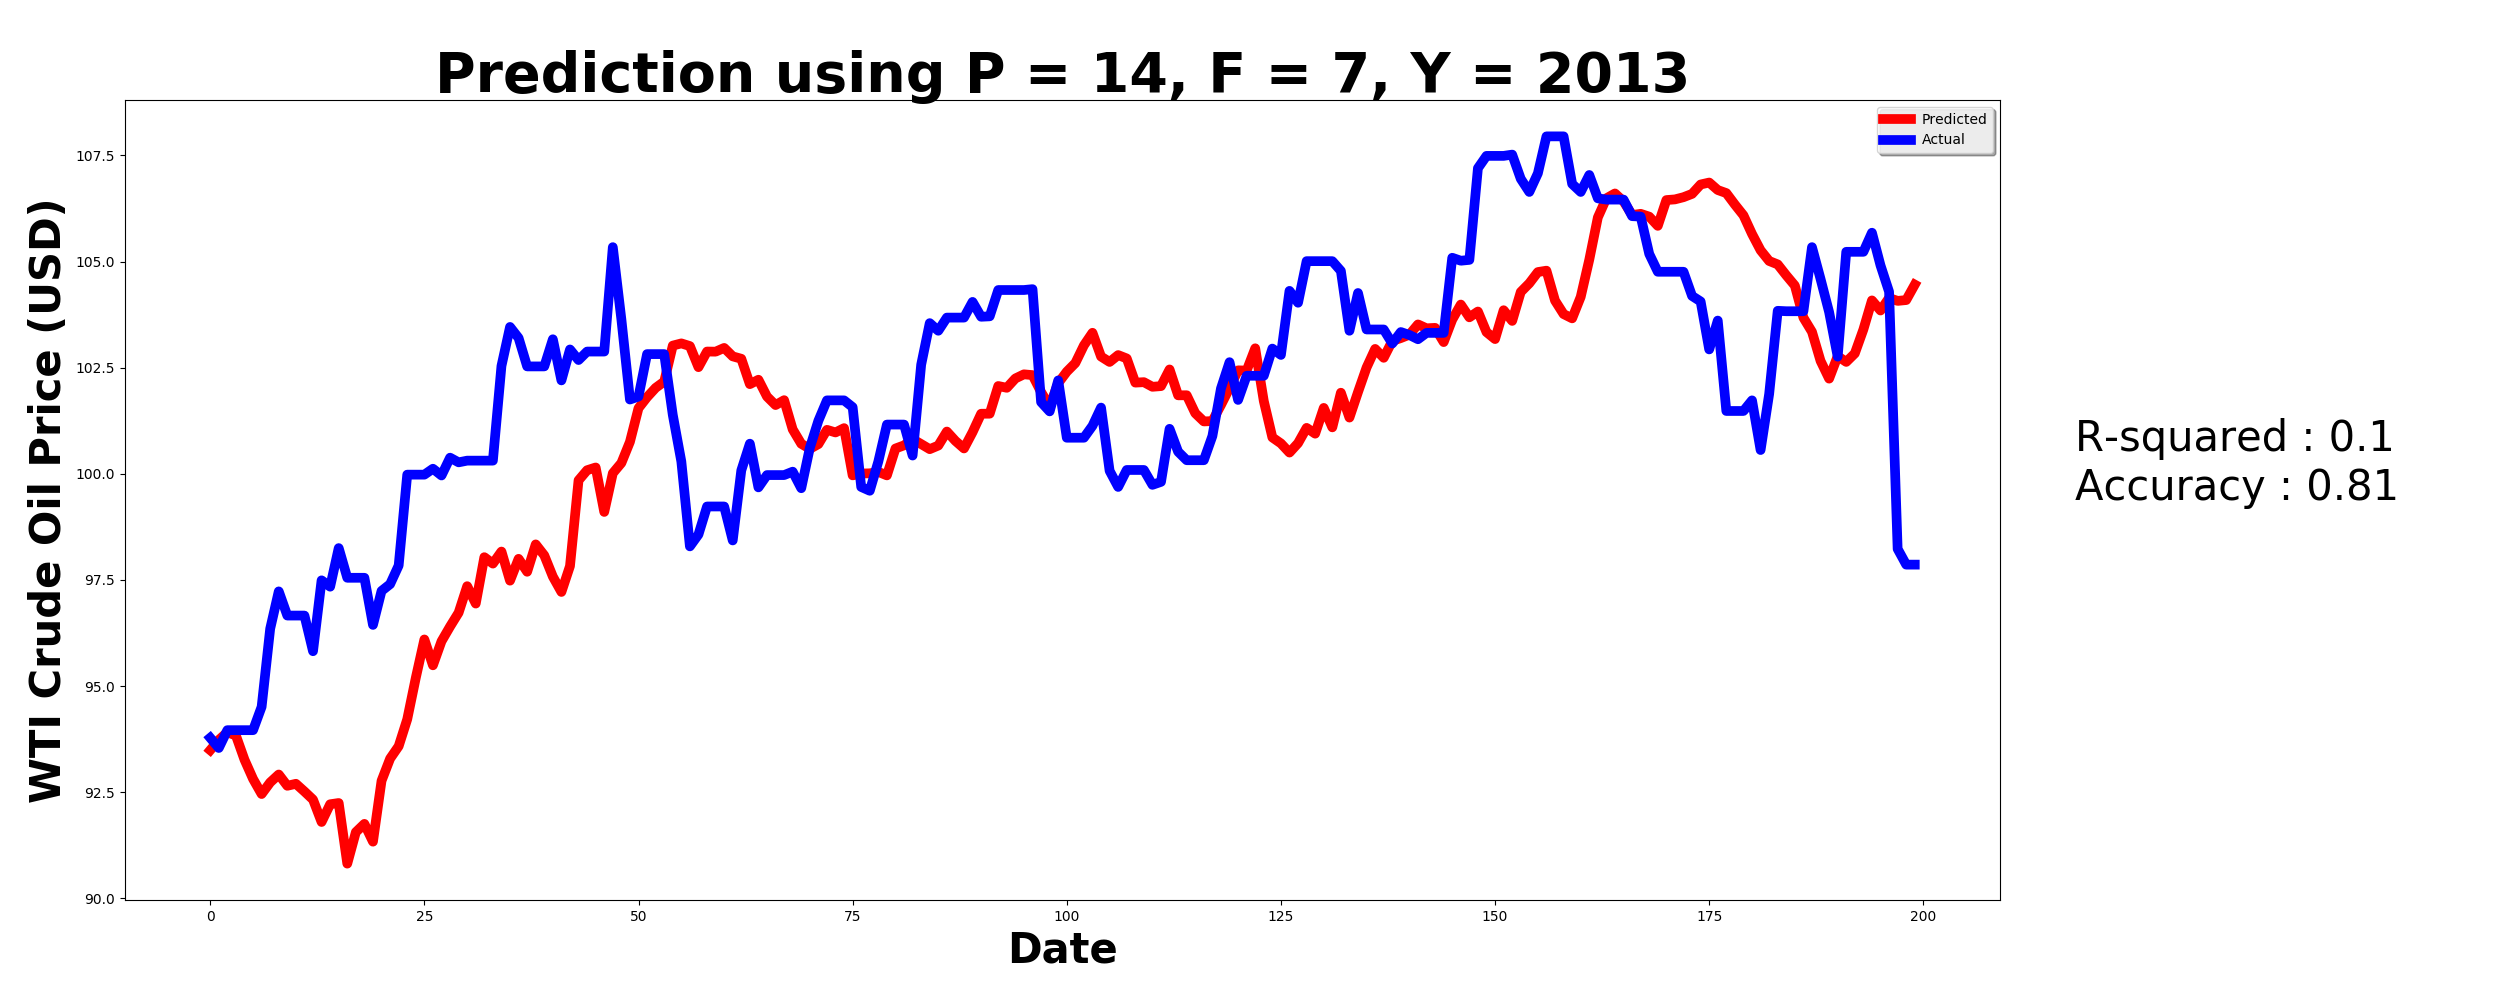 Prediction using P = 14, F = 7, Y = 2013
Predicted
Actual
WTI Crude Oil Price (USD)
107.5
105.0
102.5
100.0
97.5
95.0
92.5
90.0
0 25 50 75 100 125 150 175 200
Date
R-squared : 0.1
Accuracy : 0.81